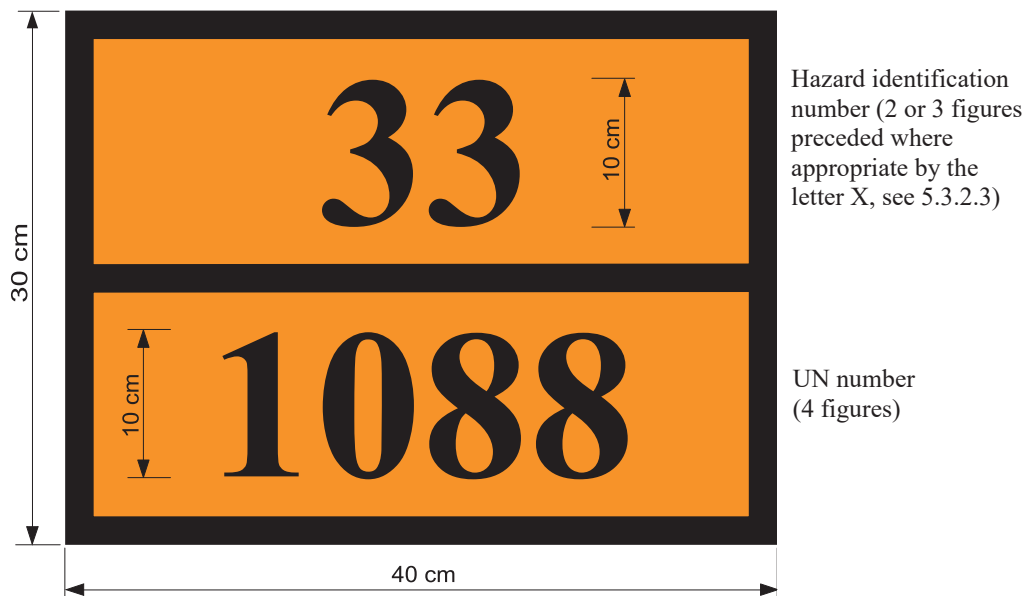 33
10 cm
Hazard identification
number (2 or 3 figures
preceded where
appropriate by the
letter X, see 5.3.2.3)
30 cm
10 cm
1088
UN number
(4 figures)
40 cm